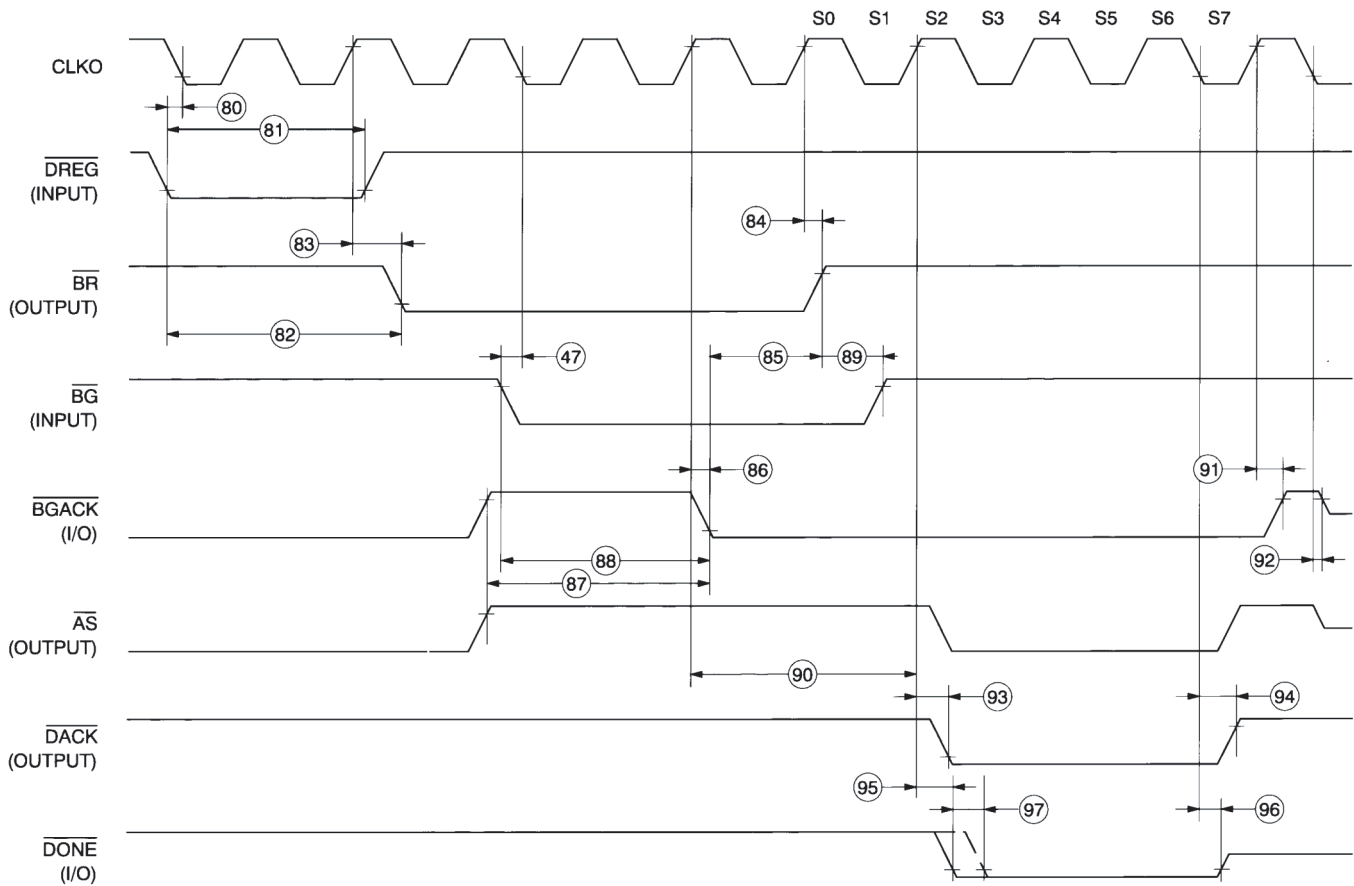 S0 S1 S2 S3 S4 S5 S6 S7
CLKO
80
81
DREG
(INPUT)
84
83
BR
(OUTPUT)
82
47
85
89
BG
(INPUT)
86
91
BGACK
(I/O)
88
92
87
AS
(OUTPUT)
90
93
94
DACK
(OUTPUT)
95
97
96
DONE
(I/O)